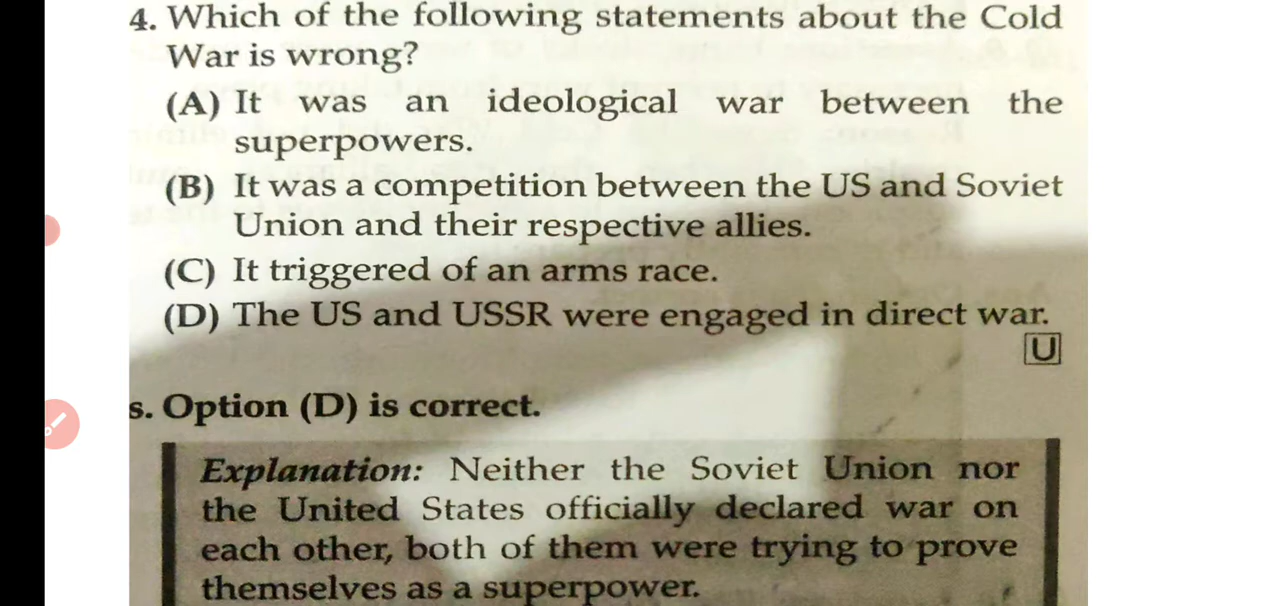 4. Which of the following statements about the Cold
War is wrong?
(A) It was an ideological war between the
superpowers.
(B) It was a competition between the US and Soviet
Union and their respective allies.
(C) It triggered of an arms race.
(D) The US and USSR were engaged in direct war.
U
s. Option (D) is correct.
Explanation: Neither the Soviet Union nor
the United States officially declared war on
each other, both of them were trying to prove
themselves as a superpower.